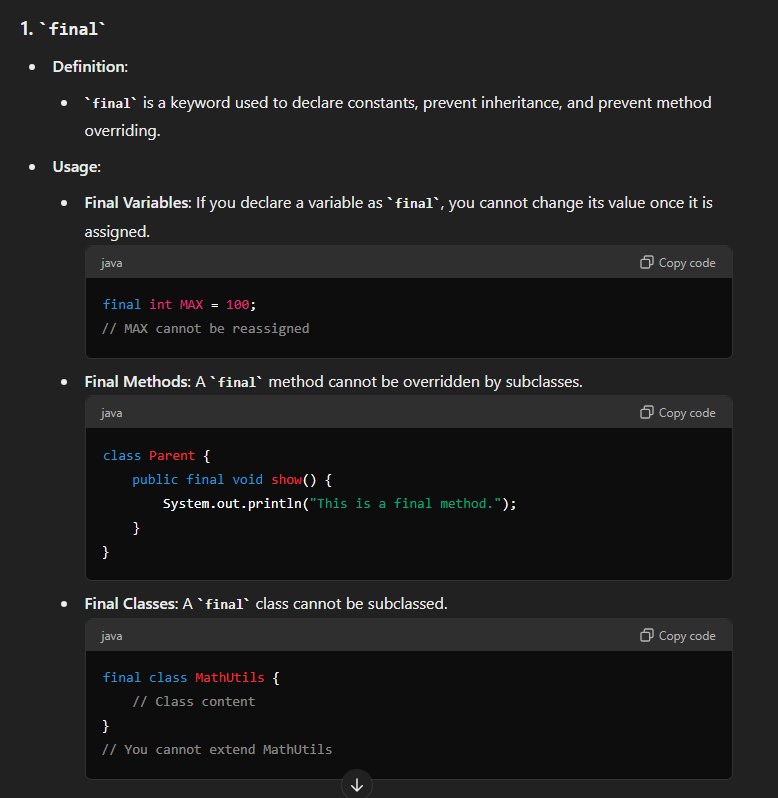 1. `final`
• Definition:
• `final` is a keyword used to declare constants, prevent inheritance, and prevent method
overriding.
• Usage:
• Final Variables: If you declare a variable as `final`, you cannot change its value once it is
assigned.
java Copy code
final int MAX = 100;
// MAX cannot be reassigned
• Final Methods: A `final` method cannot be overridden by subclasses.
java Copy code
class Parent {
    public final void show() {
        System.out.println("This is a final method.");
    }
}
• Final Classes: A `final` class cannot be subclassed.
java Copy code
final class MathUtils {
    // Class content
}
// You cannot extend MathUtils